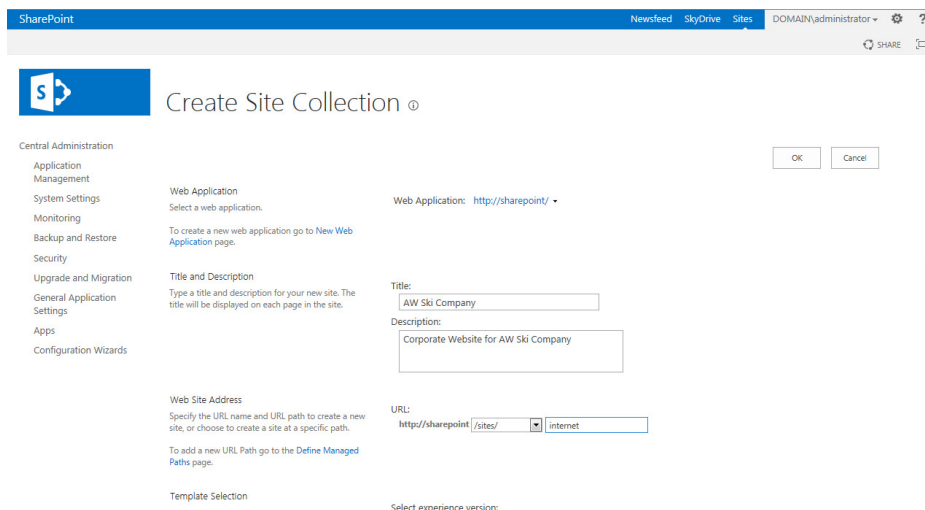 SharePoint
Newsfeed SkyDrive Sites DOMAIN\administrator ?
SHARE
S
Create Site Collection
Central Administration
Application
Management
System Settings
Monitoring
Backup and Restore
Security
Upgrade and Migration
General Application
Settings
Apps
Configuration Wizards
OK Cancel
Web Application
Select a web application.
To create a new web application go to New Web
Application page.
Web Application: http://sharepoint/
Title and Description
Type a title and description for your new site. The
title will be displayed on each page in the site.
Title:
AW Ski Company
Description:
Corporate Website for AW Ski Company
Web Site Address
Specify the URL name and URL path to create a new
site, or choose to create a site at a specific path.
To add a new URL Path go to the Define Managed
Paths page.
URL:
http://sharepoint /sites/ internet
Template Selection
Select experience version: